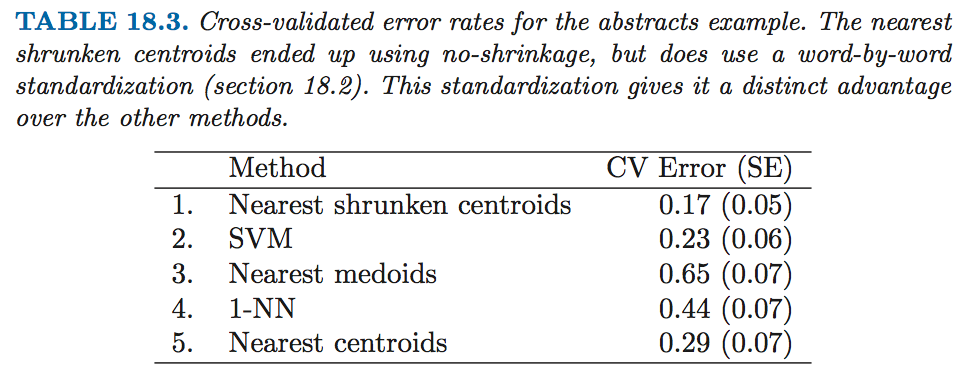 TABLE 18.3. Cross-validated error rates for the abstracts example. The nearest
shrunken centroids ended up using no-shrinkage, but does use a word-by-word
standardization (section 18.2). This standardization gives it a distinct advantage
over the other methods.
Method CV Error (SE)
1. Nearest shrunken centroids 0.17 (0.05)
2. SVM 0.23 (0.06)
3. Nearest medoids 0.65 (0.07)
4. 1-NN 0.44 (0.07)
5. Nearest centroids 0.29 (0.07)